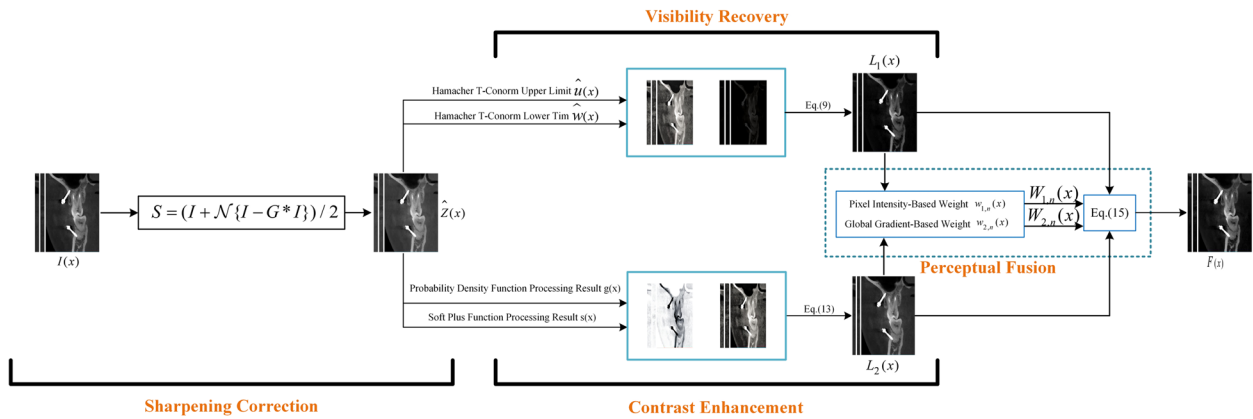 Visibility Recovery
L₁(x)
Hamacher T-Conorm Upper Limit û(x)
Hamacher T-Conorm Lower Tim ŵ(x)
Eq.(9)
I(x)
S = (I + 𝒩{I − G * I}) / 2
Ẑ(x)
Pixel Intensity-Based Weight w₁,ₙ(x)
Global Gradient-Based Weight w₂,ₙ(x)
W₁,ₙ(x)
W₂,ₙ(x)
Eq.(15)
F(x)
Perceptual Fusion
Probability Density Function Processing Result g(x)
Soft Plus Function Processing Result s(x)
Eq.(13)
L₂(x)
Sharpening Correction
Contrast Enhancement